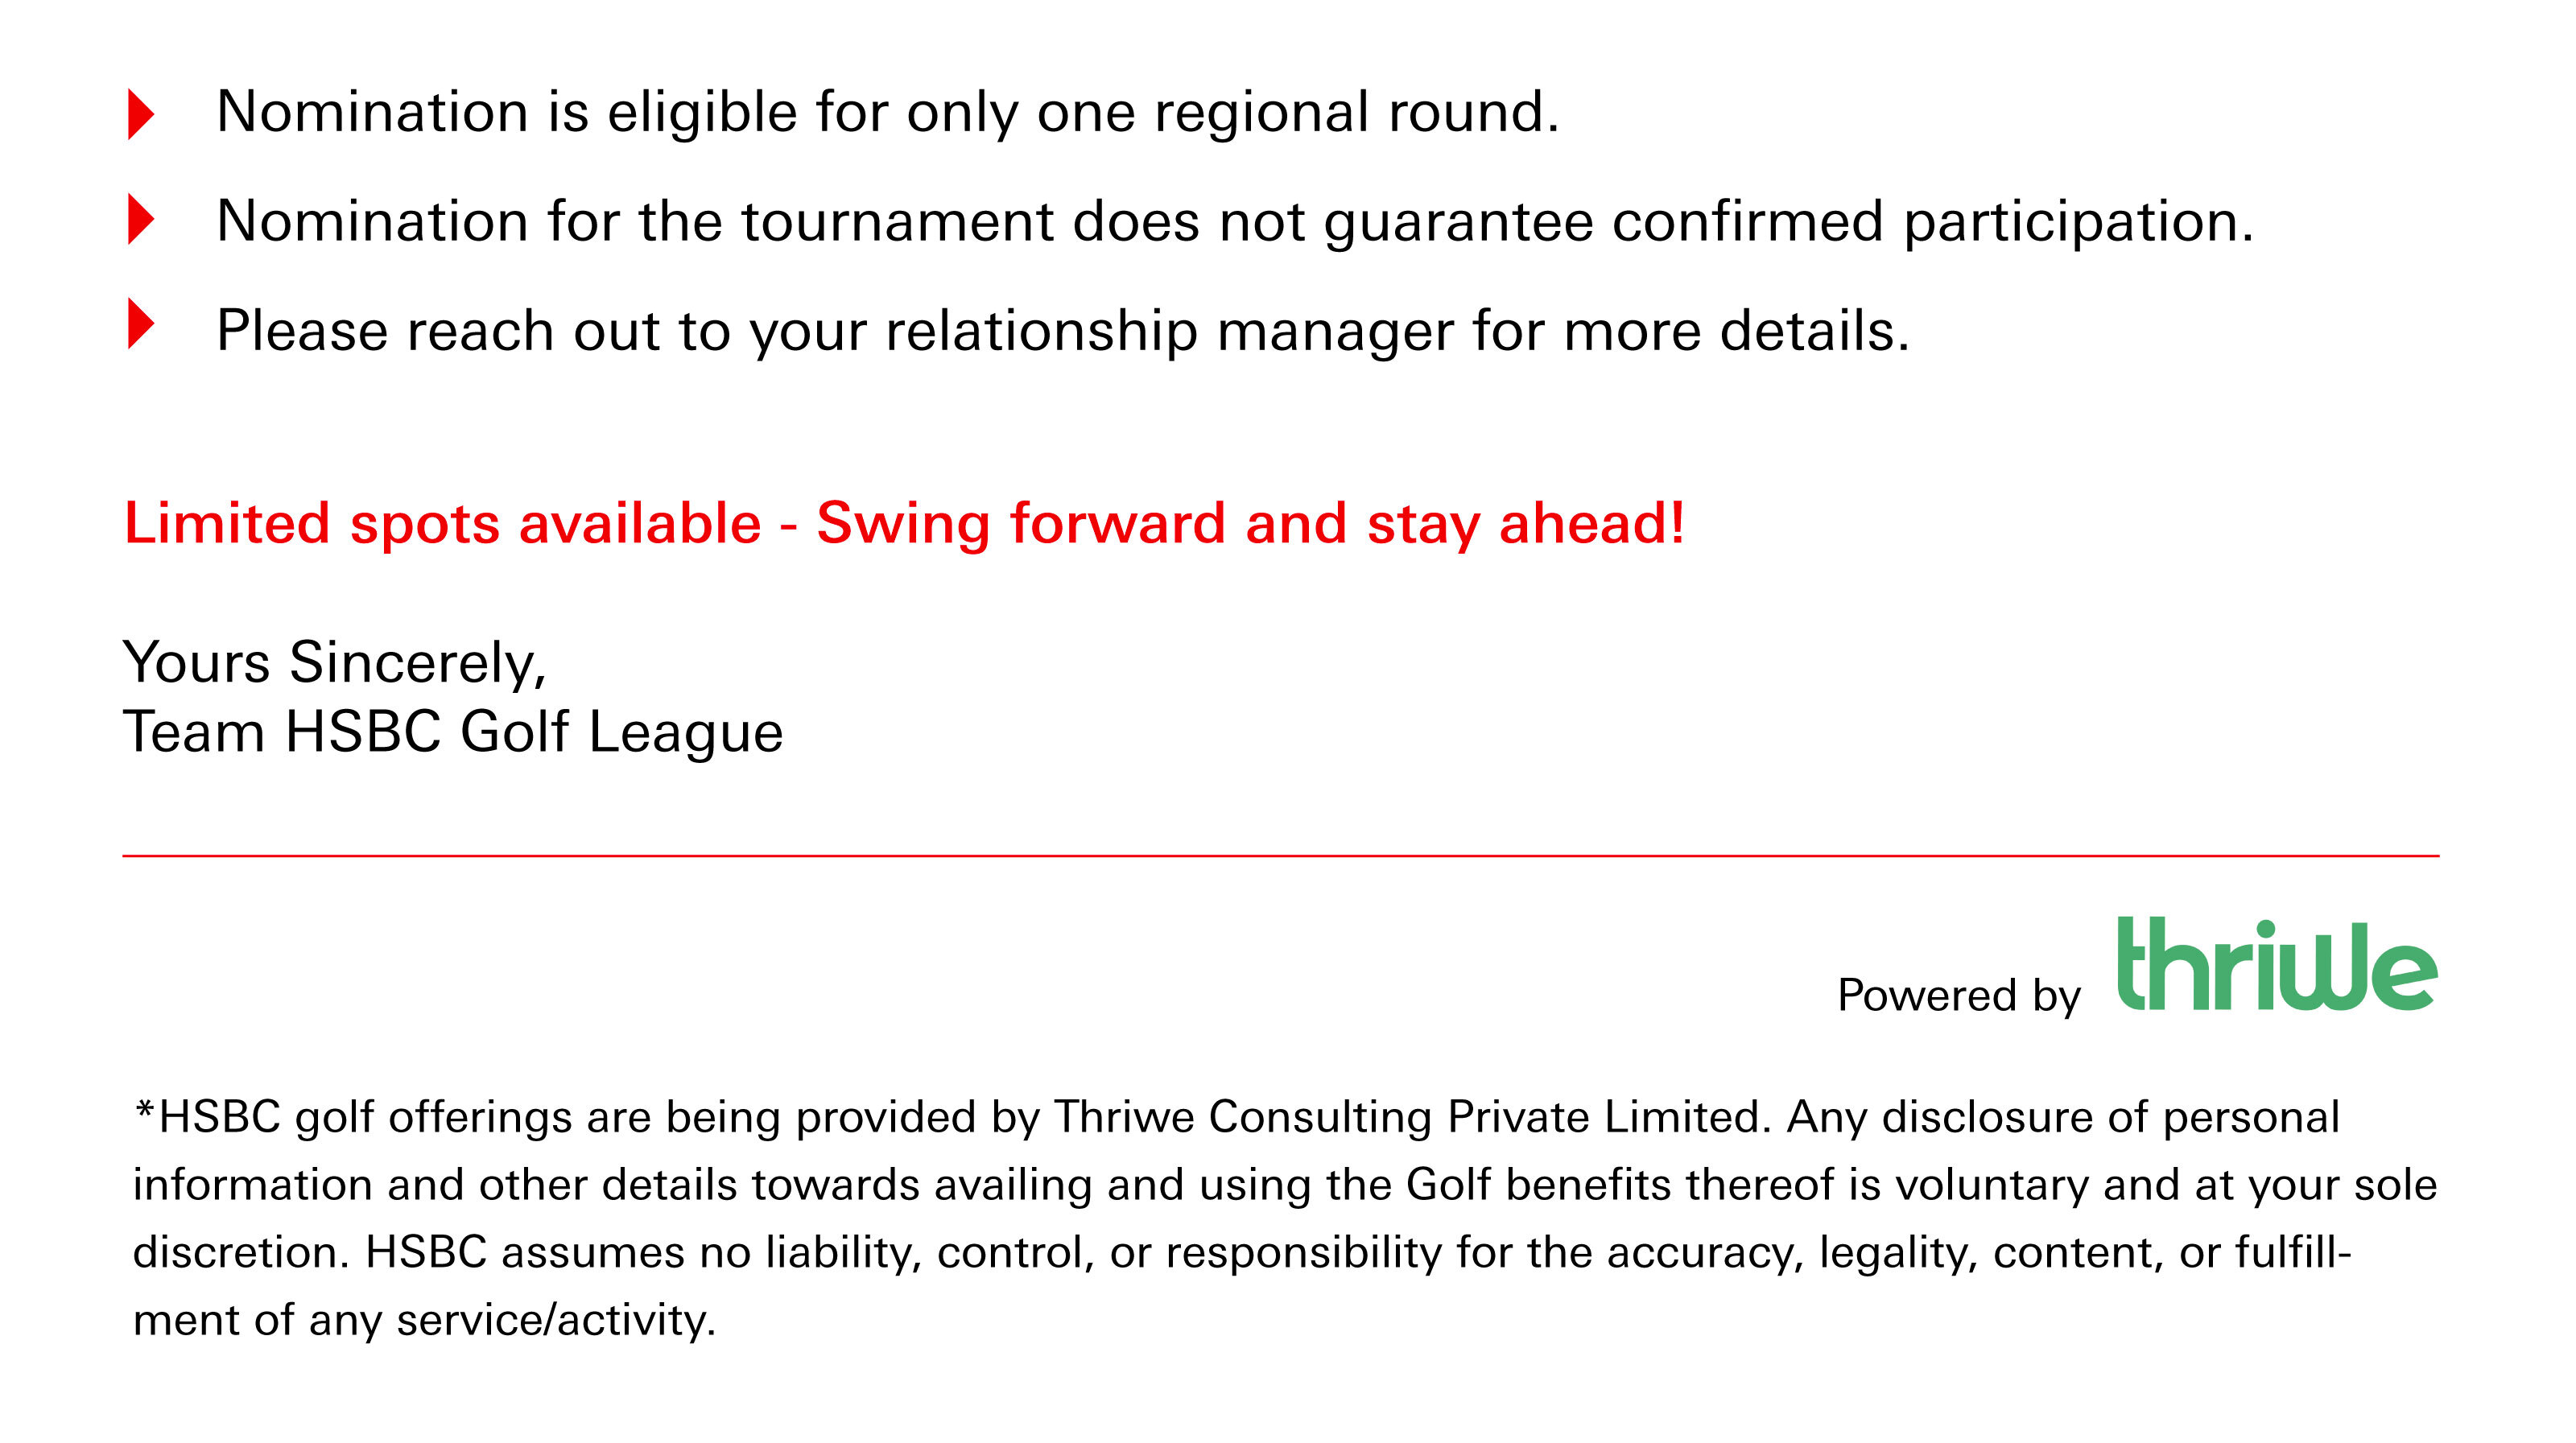 Nomination is eligible for only one regional round.
Nomination for the tournament does not guarantee confirmed participation.
Please reach out to your relationship manager for more details.
Limited spots available - Swing forward and stay ahead!
Yours Sincerely,
Team HSBC Golf League
Powered by thriwe
*HSBC golf offerings are being provided by Thriwe Consulting Private Limited. Any disclosure of personal
information and other details towards availing and using the Golf benefits thereof is voluntary and at your sole
discretion. HSBC assumes no liability, control, or responsibility for the accuracy, legality, content, or fulfill-
ment of any service/activity.